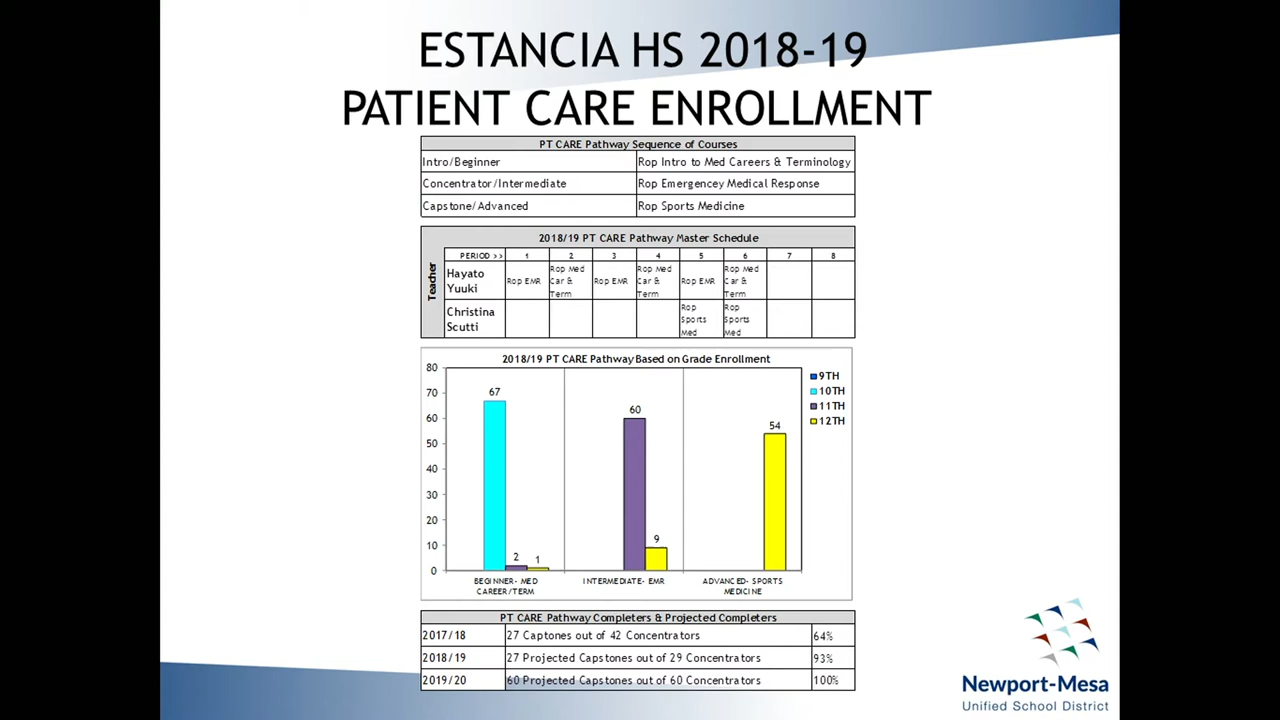 ESTANCIA HS 2018-19
PATIENT CARE ENROLLMENT
PT CARE Pathway Sequence of Courses
Intro/Beginner Rop Intro to Med Careers & Terminology
Concentrator/Intermediate Rop Emergencey Medical Response
Capstone/Advanced Rop Sports Medicine
2018/19 PT CARE Pathway Master Schedule
Teacher
PERIOD >> 1 2 3 4 5 6 7 8
Hayato Yuuki Rop EMR Rop Med Car & Term Rop EMR Rop Med Car & Term Rop EMR Rop Med Car & Term
Christina Scutti Rop Sports Med Rop Sports Med
2018/19 PT CARE Pathway Based on Grade Enrollment
80
70
60
50
40
30
20
10
0
67
2
1
60
9
54
9TH
10TH
11TH
12TH
BEGINNER- MED CAREER/TERM
INTERMEDIATE- EMR
ADVANCED- SPORTS MEDICINE
PT CARE Pathway Completers & Projected Completers
2017/18 27 Captones out of 42 Concentrators 64%
2018/19 27 Projected Capstones out of 29 Concentrators 93%
2019/20 60 Projected Capstones out of 60 Concentrators 100%
Newport-Mesa
Unified School District